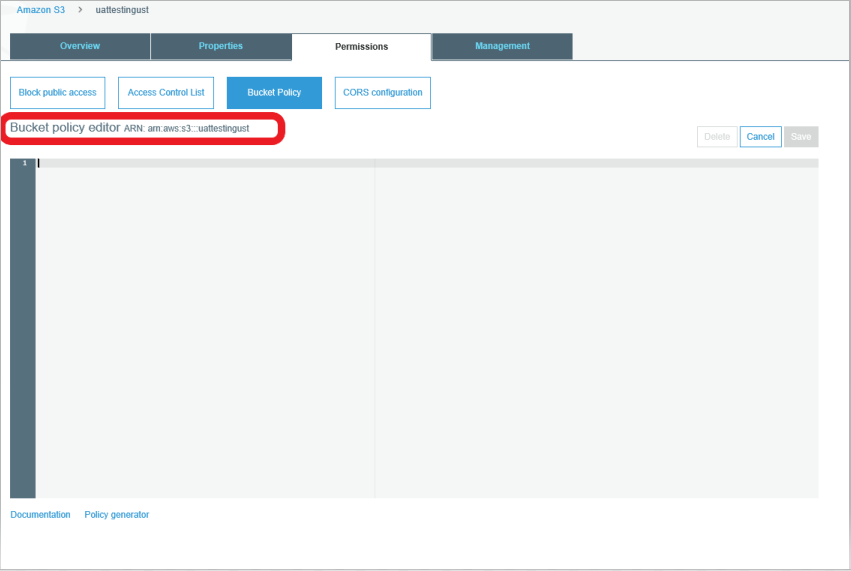 Amazon S3 > uattestingust
Overview Properties Permissions Management
Block public access Access Control List Bucket Policy CORS configuration
Bucket policy editor ARN: arn:aws:s3:::uattestingust
Delete Cancel Save
1
Documentation Policy generator